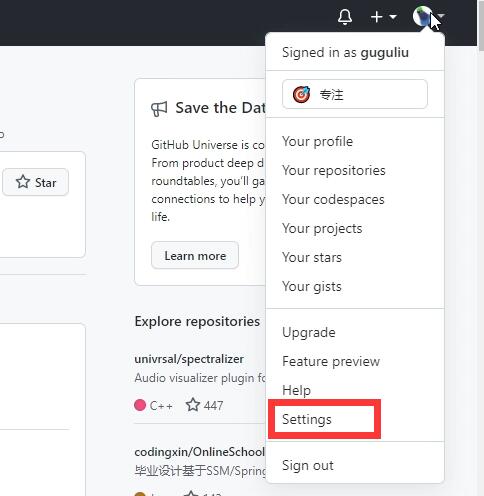 Signed in as guguliu
专注
Your profile
Your repositories
Your codespaces
Your projects
Your stars
Your gists
Upgrade
Feature preview
Help
Settings
Sign out
Star
Save the Dat
GitHub Universe is co
From product deep d
roundtables, you'll ga
connections to help y
life.
Learn more
Explore repositories
univrsal/spectralizer
Audio visualizer plugin fo
C++ 447
codingxin/OnlineSchool
毕业设计基于SSM/Spring